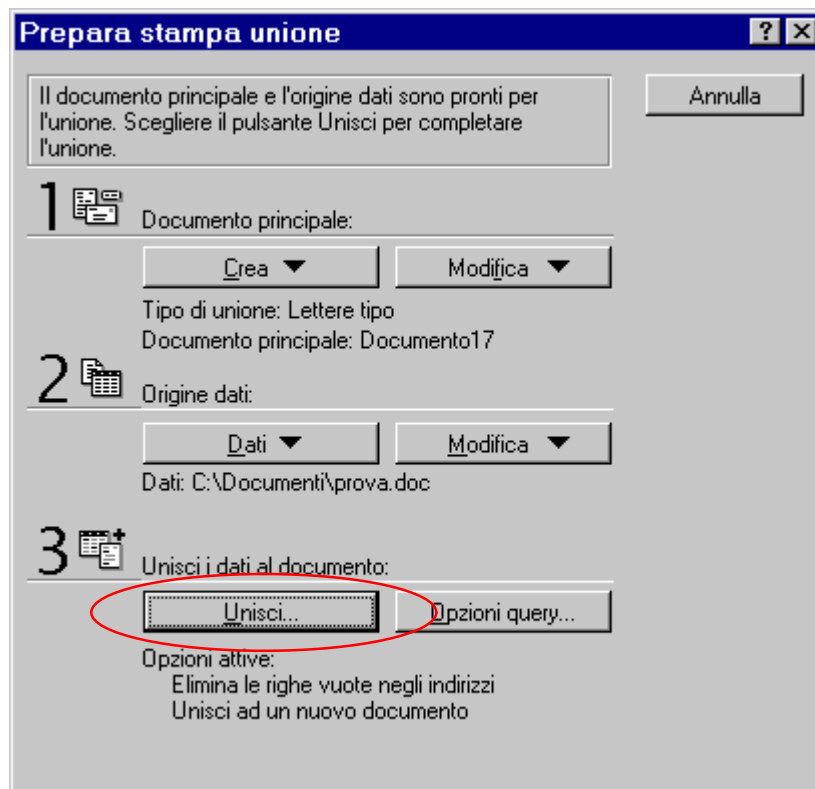 Prepara stampa unione
Il documento principale e l'origine dati sono pronti per
l'unione. Scegliere il pulsante Unisci per completare
l'unione.
Annulla
1
Documento principale:
Crea
Modifica
Tipo di unione: Lettere tipo
Documento principale: Documento17
2
Origine dati:
Dati
Modifica
Dati: C:\Documenti\prova.doc
3
Unisci i dati al documento:
Unisci...
Opzioni query...
Opzioni attive:
Elimina le righe vuote negli indirizzi
Unisci ad un nuovo documento